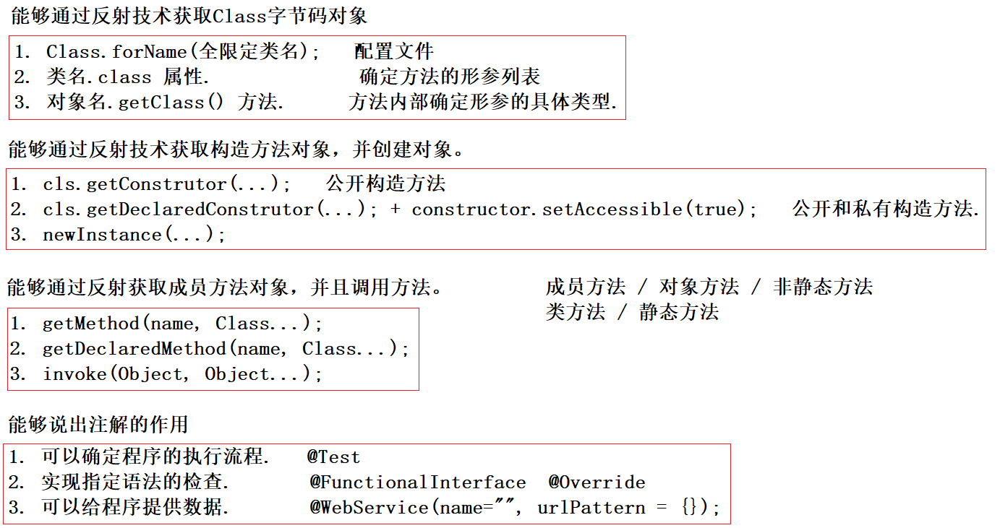 能够通过反射技术获取Class字节码对象
1. Class.forName(全限定类名); 配置文件
2. 类名.class 属性. 确定方法的形参列表
3. 对象名.getClass() 方法. 方法内部确定形参的具体类型.
能够通过反射技术获取构造方法对象，并创建对象。
1. cls.getConstrutor(...); 公开构造方法
2. cls.getDeclaredConstrutor(...); + constructor.setAccessible(true); 公开和私有构造方法.
3. newInstance(...);
能够通过反射获取成员方法对象，并且调用方法。
1. getMethod(name, Class...);
2. getDeclaredMethod(name, Class...);
3. invoke(Object, Object...);
成员方法 / 对象方法 / 非静态方法
类方法 / 静态方法
能够说出注解的作用
1. 可以确定程序的执行流程. @Test
2. 实现指定语法的检查. @FunctionalInterface @Override
3. 可以给程序提供数据. @WebService(name="", urlPattern = {});